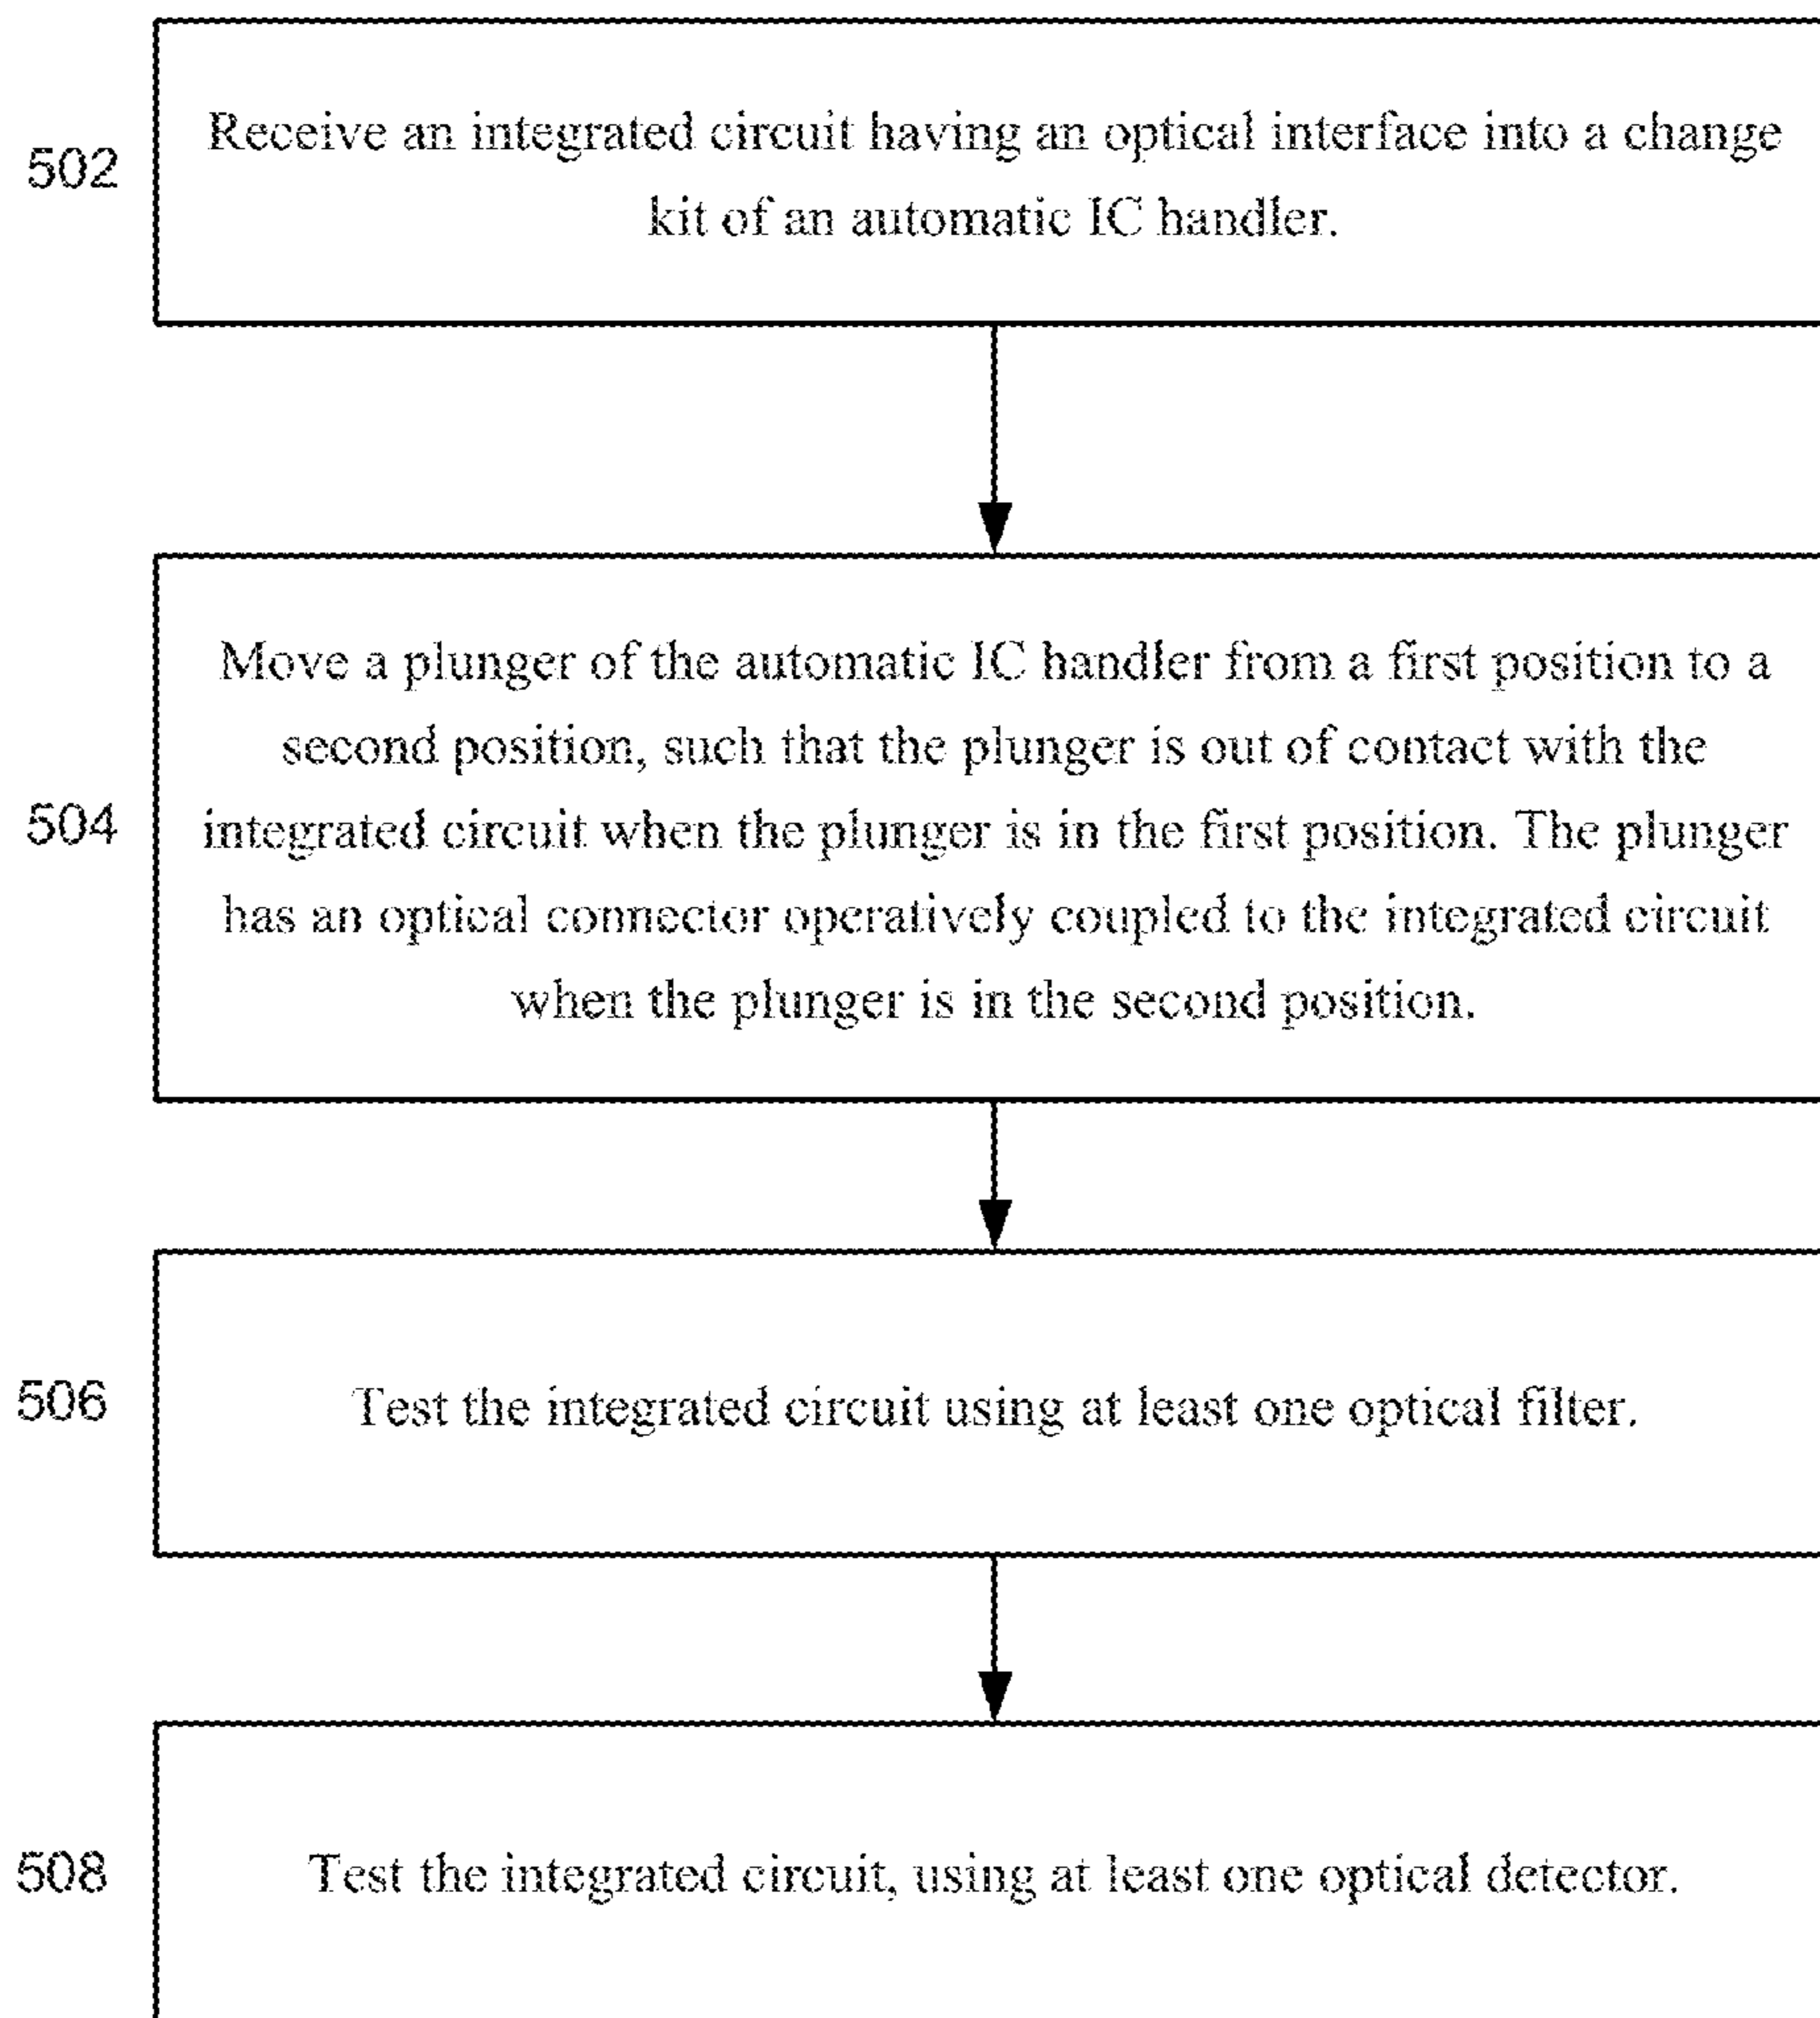 502
Receive an integrated circuit having an optical interface into a change
kit of an automatic IC handler.
504
Move a plunger of the automatic IC handler from a first position to a
second position, such that the plunger is out of contact with the
integrated circuit when the plunger is in the first position. The plunger
has an optical connector operatively coupled to the integrated circuit
when the plunger is in the second position.
506
Test the integrated circuit using at least one optical filter.
508
Test the integrated circuit, using at least one optical detector.